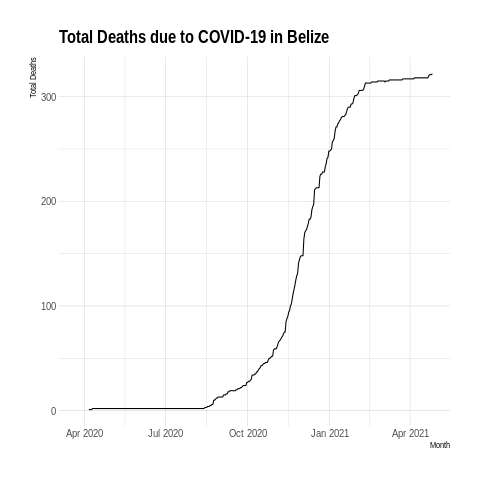 Total Deaths due to COVID-19 in Belize
Total Deaths
300
200
100
0
Apr 2020 Jul 2020 Oct 2020 Jan 2021 Apr 2021
Month